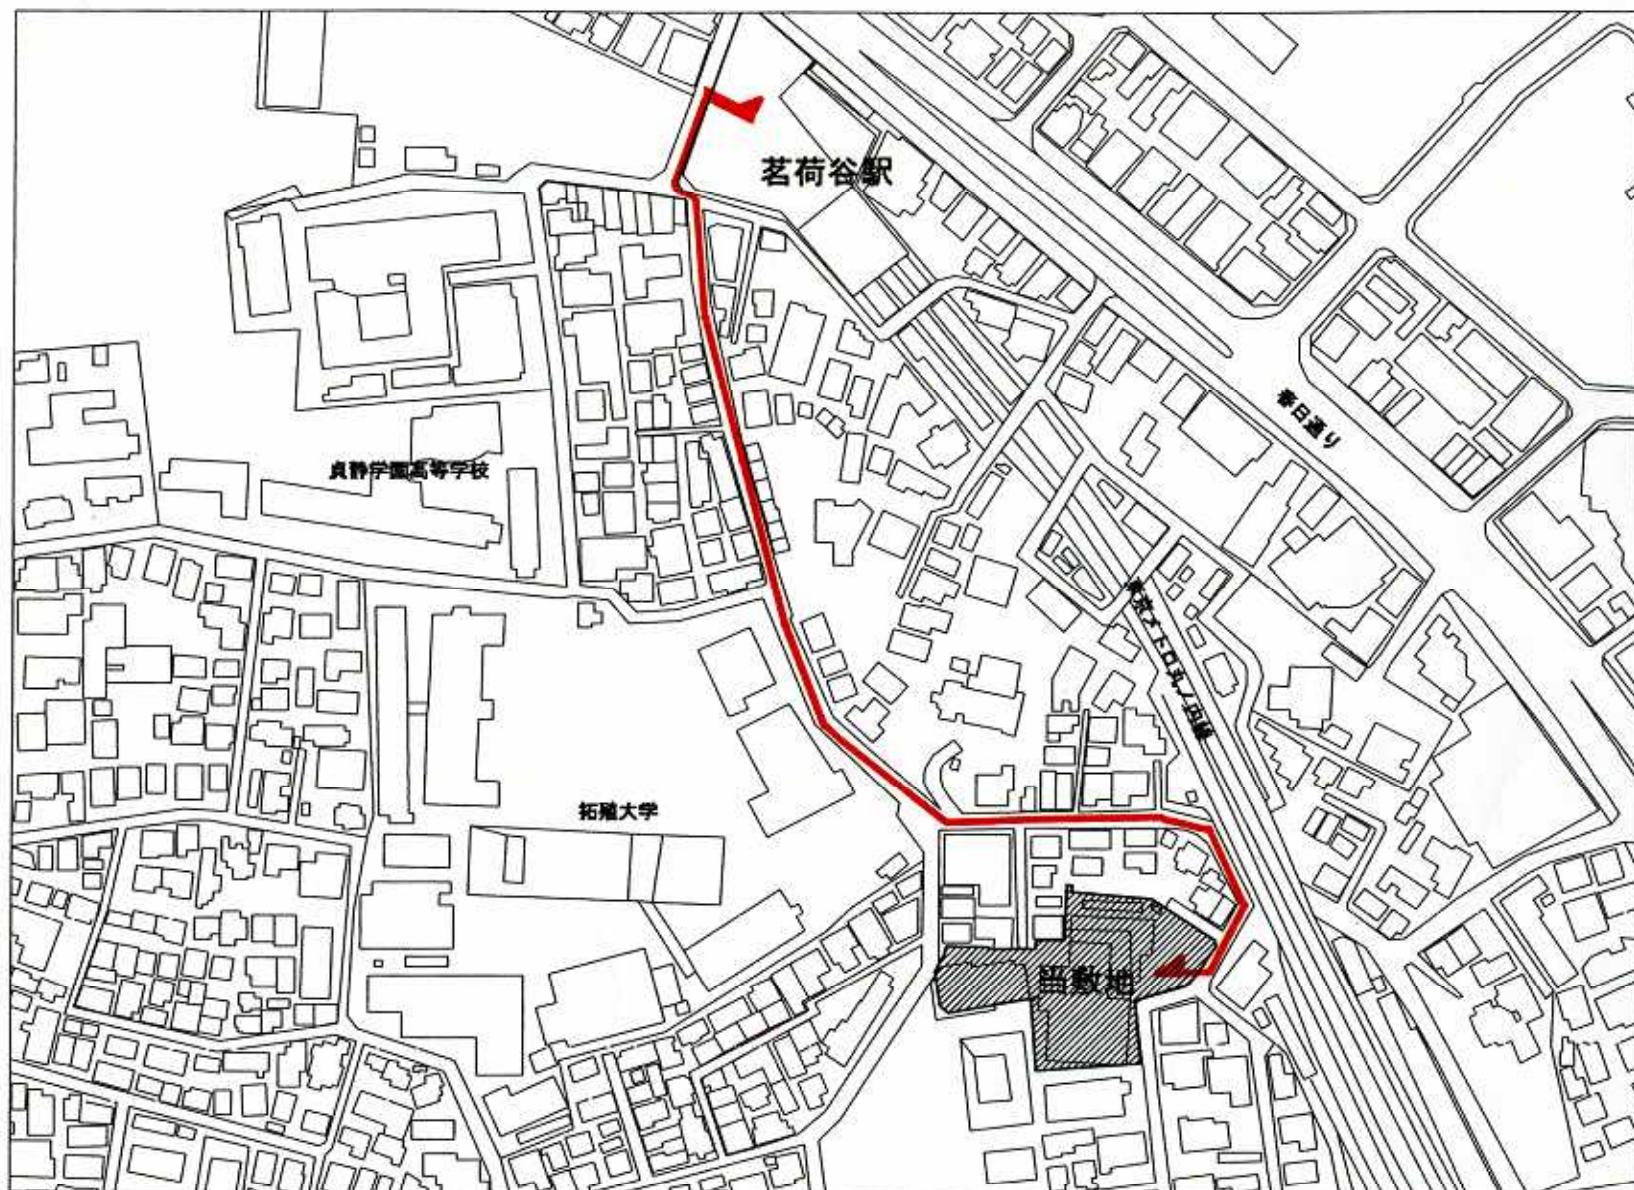 茗荷谷駅
春日通り
貞静学園高等学校
東京メトロ丸ノ内線
拓殖大学
当敷地